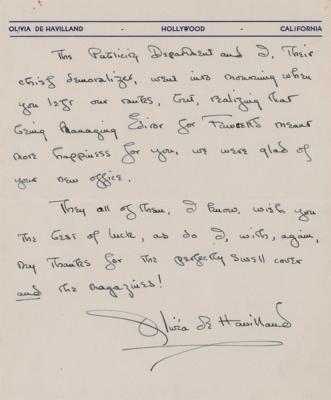 OLIVIA DE HAVILLAND - HOLLYWOOD - CALIFORNIA
The Publicity Department and I, their
chief demoralizer, went into mourning when
you left our ranks, but, realizing that
being Managing Editor for Fawcett meant
more happiness for you, we were glad of
your new office.
They all of them, I know, wish you
the best of luck, as do I, with, again,
my thanks for the perfectly swell cover
and the magazines!
Olivia de Havilland